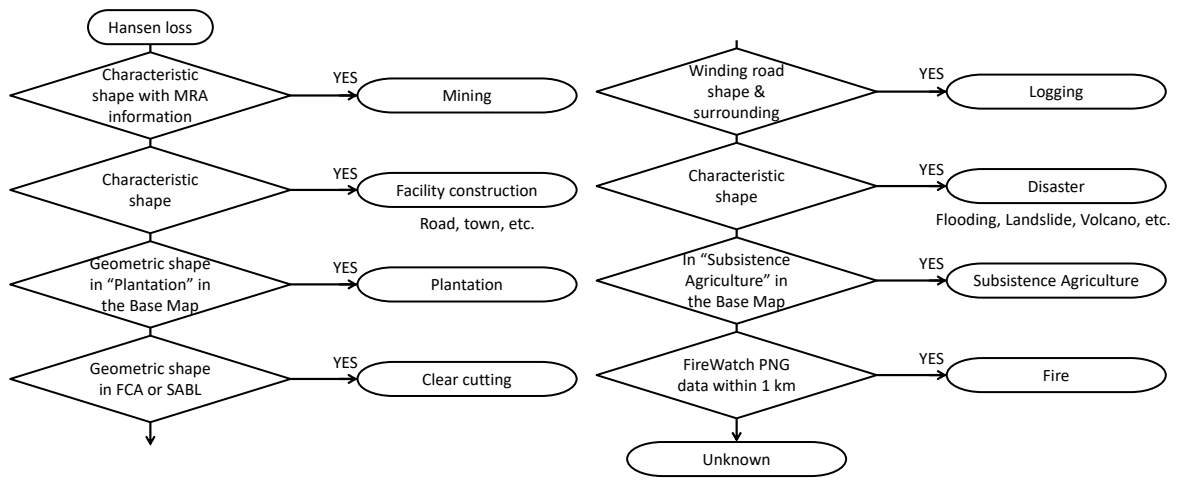 Hansen loss
Characteristic
shape with MRA
information
YES
Mining
Characteristic
shape
YES
Facility construction
Road, town, etc.
Geometric shape
in “Plantation” in
the Base Map
YES
Plantation
Geometric shape
in FCA or SABL
YES
Clear cutting
Winding road
shape &
surrounding
YES
Logging
Characteristic
shape
YES
Disaster
Flooding, Landslide, Volcano, etc.
In “Subsistence
Agriculture” in
the Base Map
YES
Subsistence Agriculture
FireWatch PNG
data within 1 km
YES
Fire
Unknown